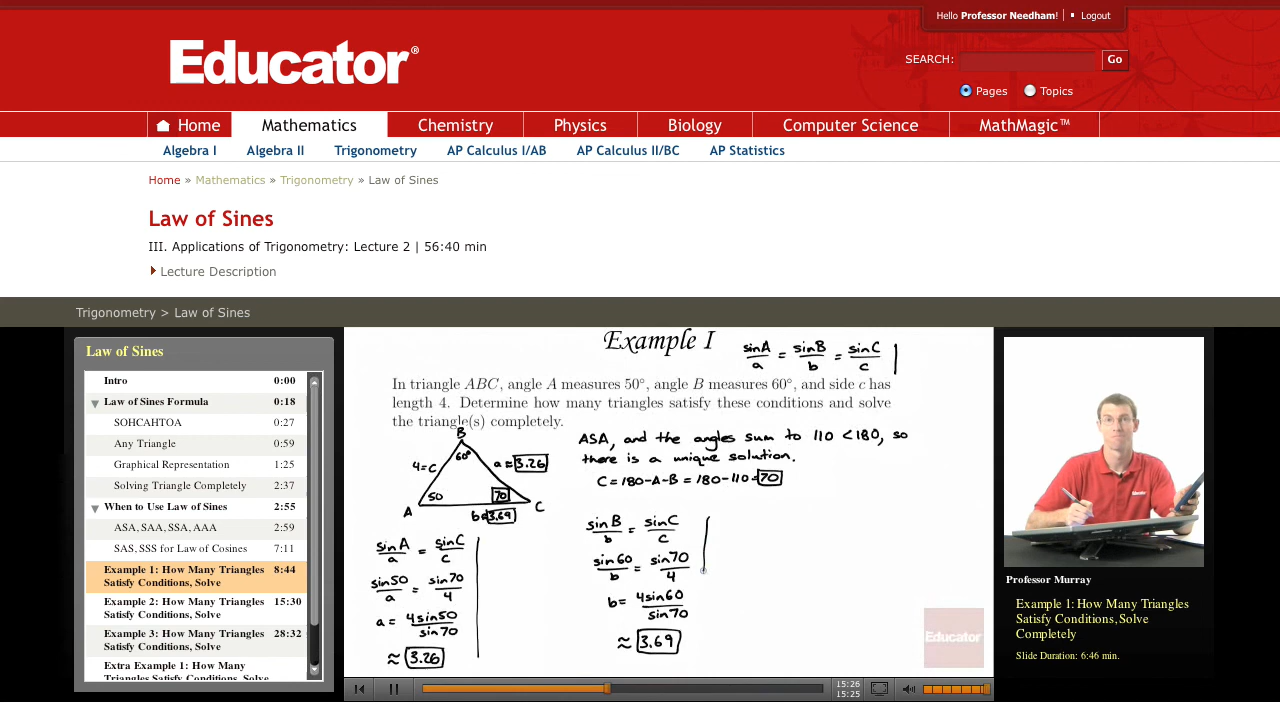 Hello Professor Needham! Logout
Educator®
SEARCH: Go
Pages Topics
Home Mathematics Chemistry Physics Biology Computer Science MathMagic™
Algebra I Algebra II Trigonometry AP Calculus I/AB AP Calculus II/BC AP Statistics
Home » Mathematics » Trigonometry » Law of Sines
Law of Sines
III. Applications of Trigonometry: Lecture 2 | 56:40 min
Lecture Description
Trigonometry > Law of Sines
Law of Sines
Intro 0:00
Law of Sines Formula 0:18
SOHCAHTOA 0:27
Any Triangle 0:59
Graphical Representation 1:25
Solving Triangle Completely 2:37
When to Use Law of Sines 2:55
ASA, SAA, SSA, AAA 2:59
SAS, SSS for Law of Cosines 7:11
Example 1: How Many Triangles 8:44
Satisfy Conditions, Solve
Example 2: How Many Triangles 15:30
Satisfy Conditions, Solve
Example 3: How Many Triangles 28:32
Satisfy Conditions, Solve
Extra Example 1: How Many
Triangles Satisfy Conditions, Solve
Example I
sinA/a = sinB/b = sinC/c
In triangle ABC, angle A measures 50°, angle B measures 60°, and side c has
length 4. Determine how many triangles satisfy these conditions and solve
the triangle(s) completely.
B
60°
4=c
a=3.26
50
70
A
C
b=3.69
ASA, and the angles sum to 110 <180, so
there is a unique solution.
C=180-A-B=180-110=70
sinA/a = sinC/c
sin50/a = sin70/4
a= 4sin50/sin70
≈ 3.26
sinB/b = sinC/c
sin60/b = sin70/4
b= 4sin60/sin70
≈ 3.69
Educator
15:26
15:25
Professor Murray
Example 1: How Many Triangles
Satisfy Conditions, Solve
Completely
Slide Duration: 6:46 min.